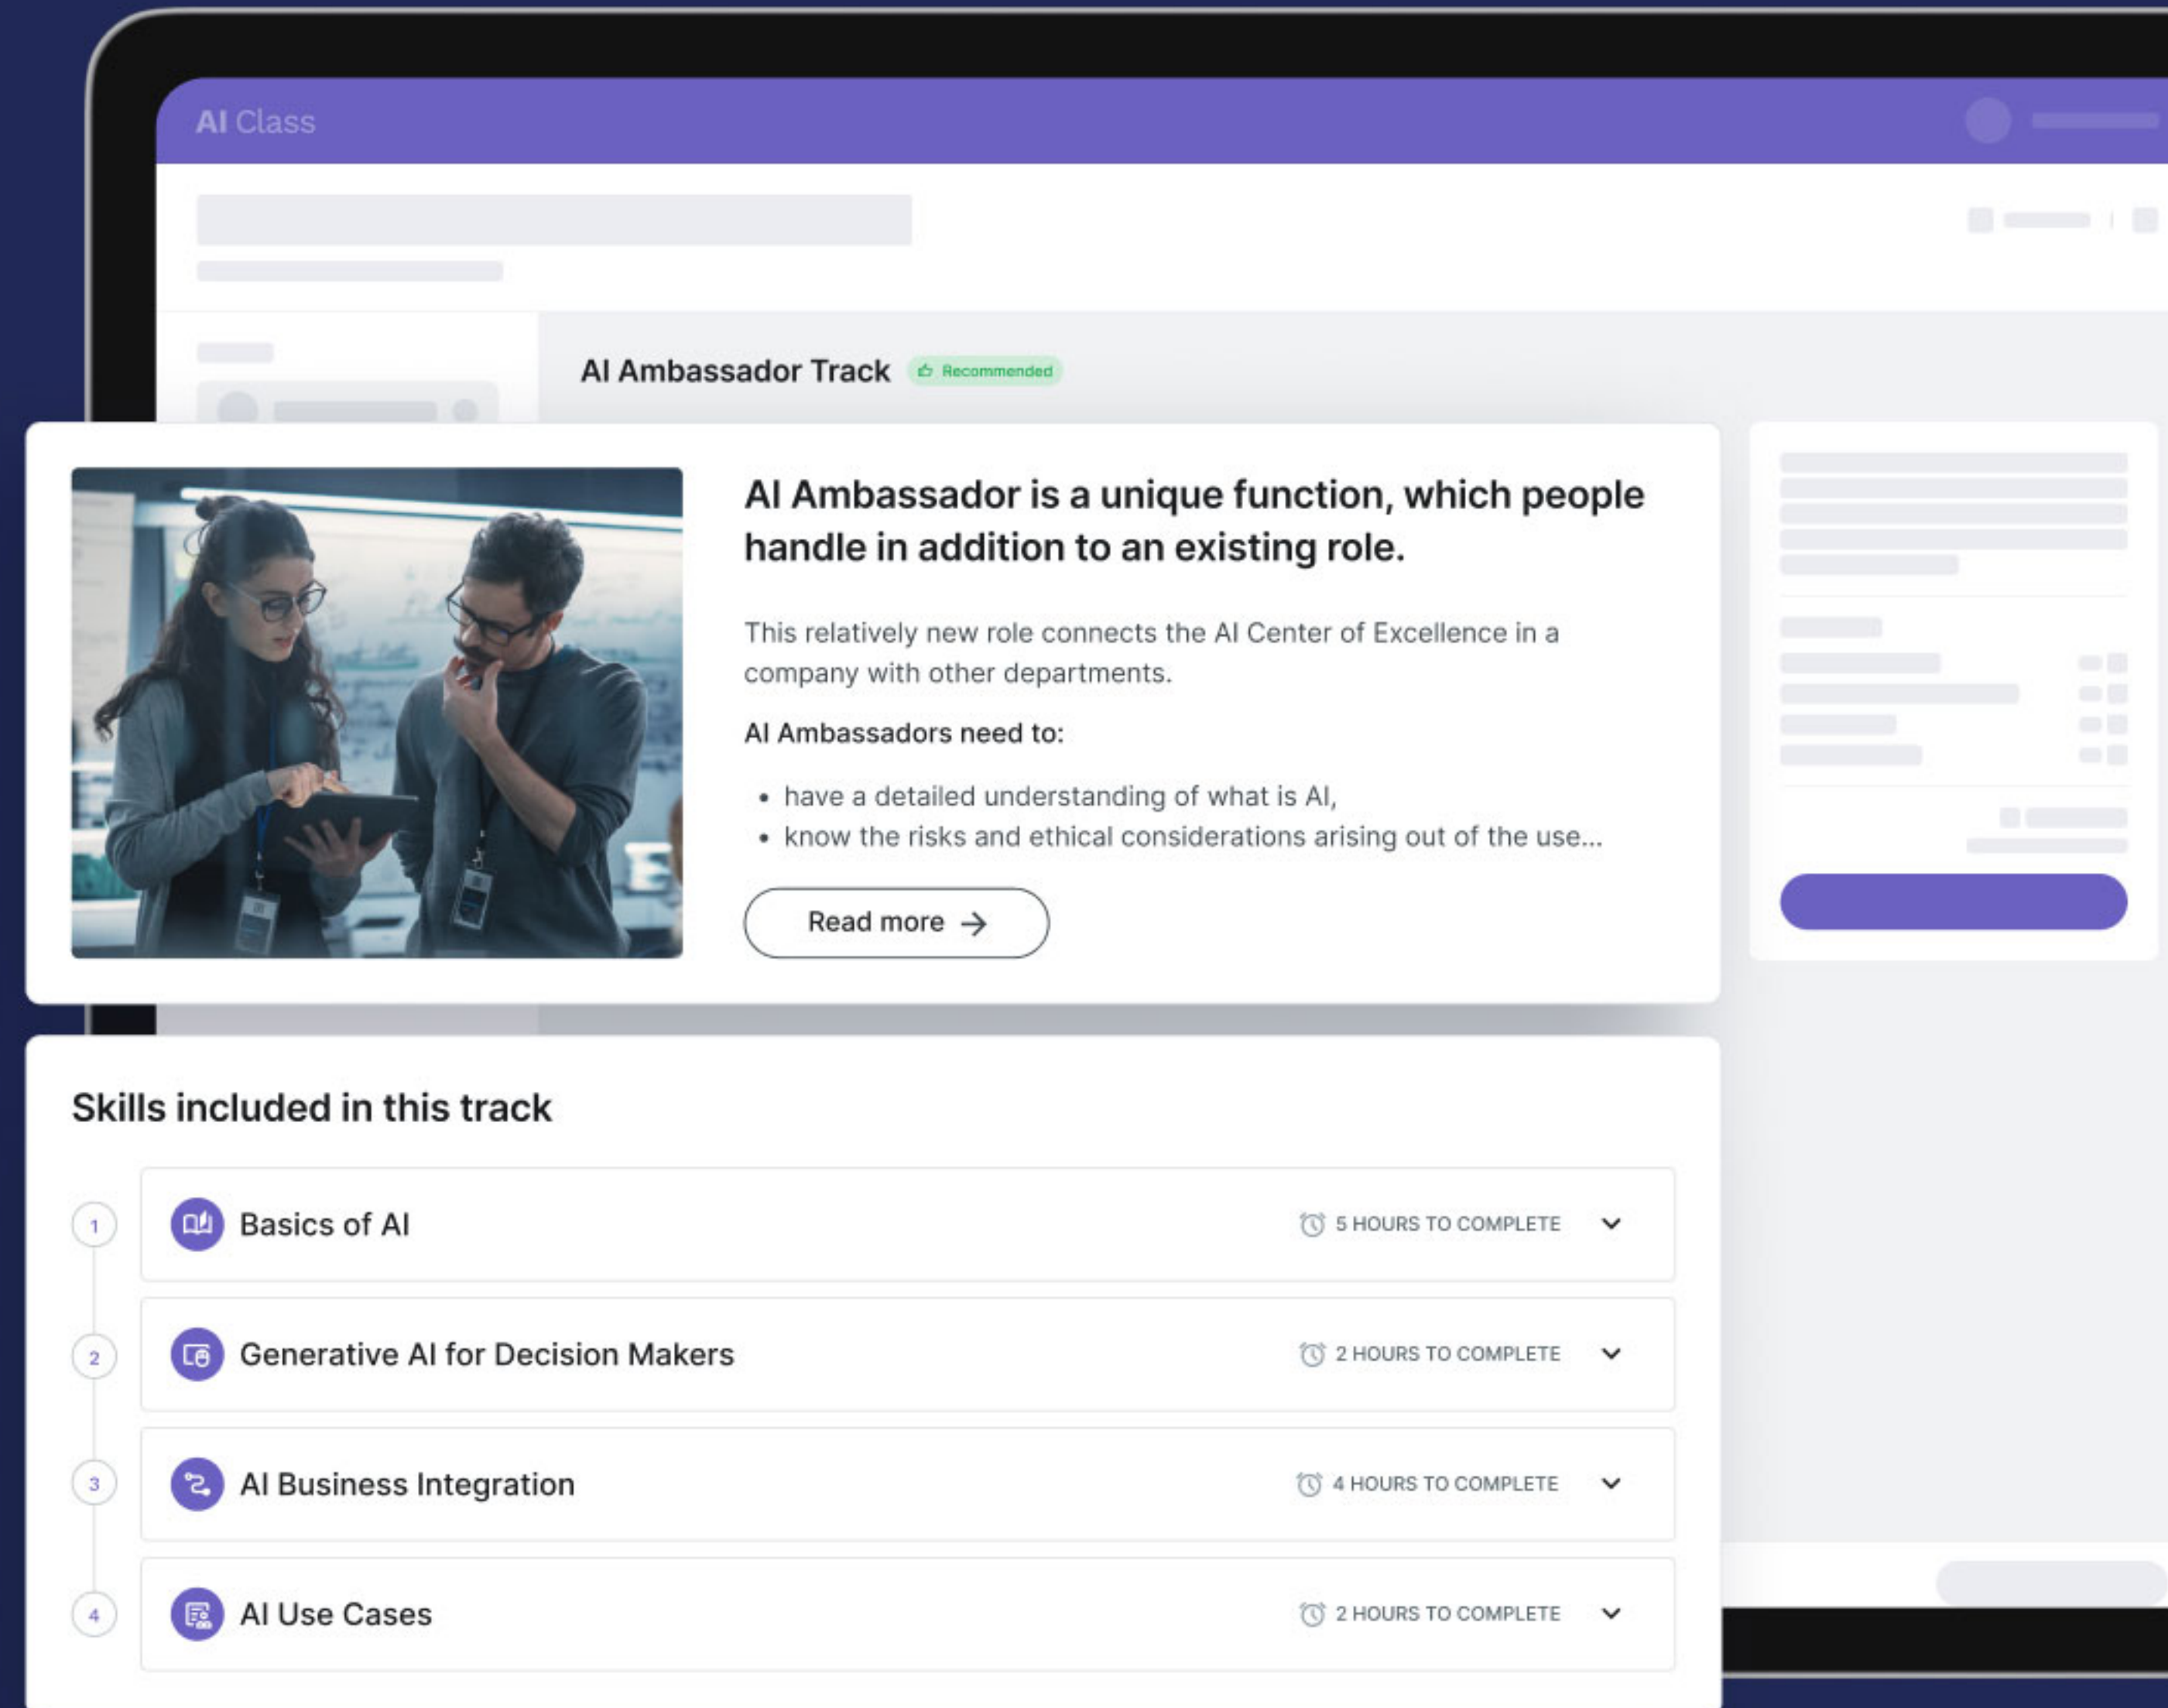 AI Class
AI Ambassador Track
Recommended
AI Ambassador is a unique function, which people
handle in addition to an existing role.
This relatively new role connects the AI Center of Excellence in a
company with other departments.
AI Ambassadors need to:
• have a detailed understanding of what is AI,
• know the risks and ethical considerations arising out of the use...
Read more →
Skills included in this track
1
Basics of AI
5 HOURS TO COMPLETE
2
Generative AI for Decision Makers
2 HOURS TO COMPLETE
3
AI Business Integration
4 HOURS TO COMPLETE
4
AI Use Cases
2 HOURS TO COMPLETE